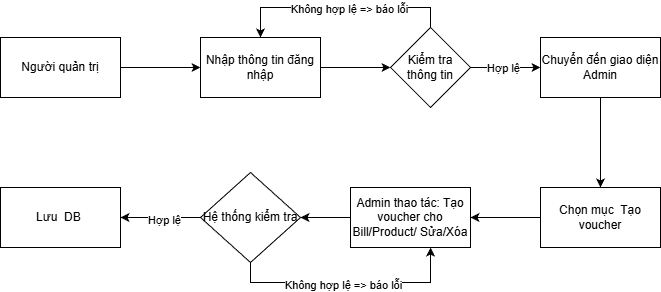 Không hợp lệ => báo lỗi
Người quản trị
Nhập thông tin đăng
nhập
Kiểm tra
thông tin
Hợp lệ
Chuyển đến giao diện
Admin
Lưu  DB
Hợp lệ
Hệ thống kiểm tra
Admin thao tác: Tạo
voucher cho
Bill/Product/ Sửa/Xóa
Chọn mục  Tạo
voucher
Không hợp lệ => báo lỗi